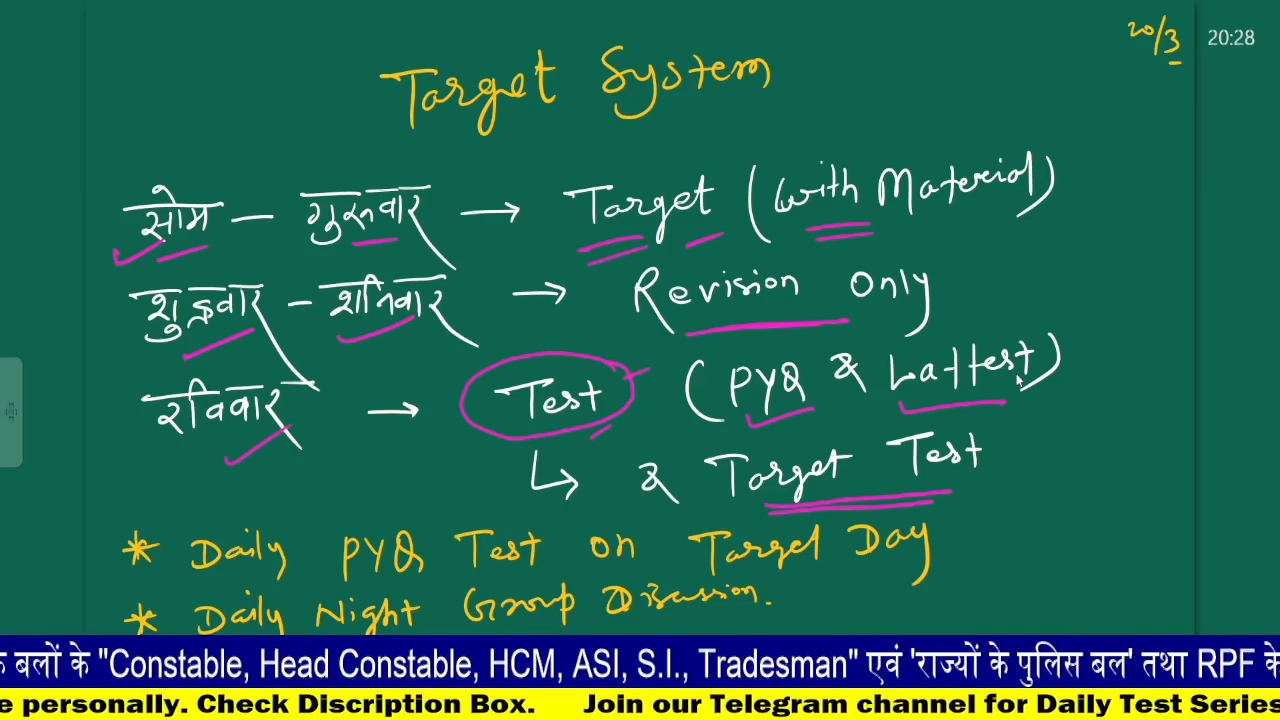 20/3 20:28
Target System
सोम - गुरुवार → Target (with Material)
शुक्रवार - शनिवार → Revision Only
रविवार → Test (PYQ & Lattest)
↳ & Target Test
* Daily PYQ Test on Target Day
* Daily Night Group Discussion.
बलों के "Constable, Head Constable, HCM, ASI, S.I., Tradesman" एवं 'राज्यों के पुलिस बल' तथा RPF के
e personally. Check Discription Box. Join our Telegram channel for Daily Test Series